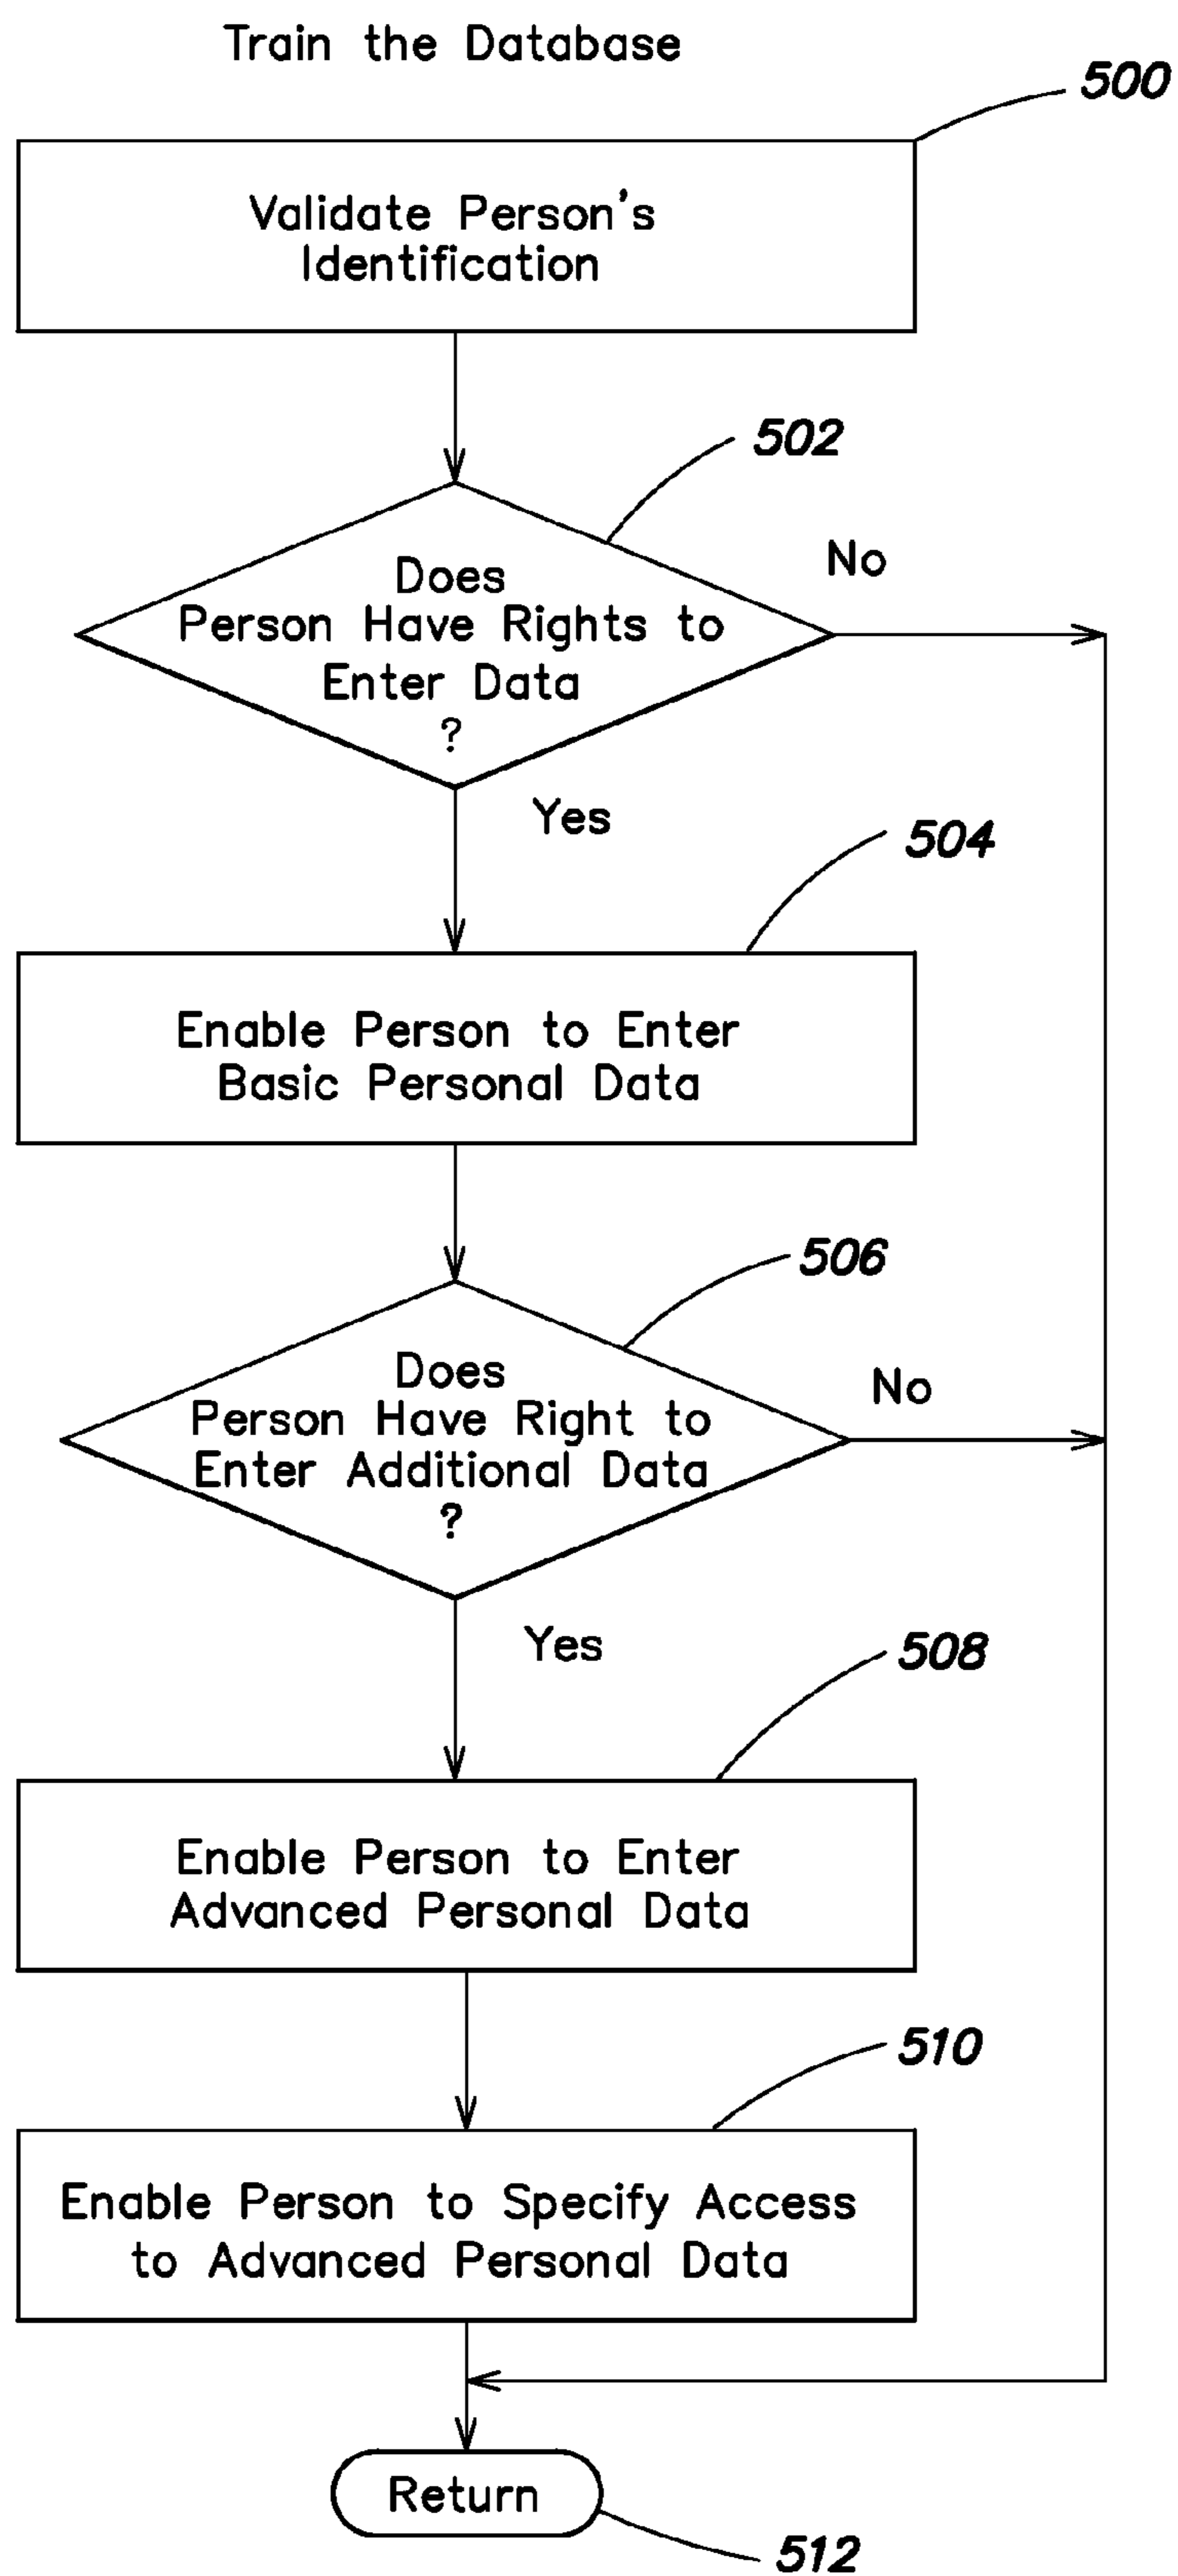 Train the Database
500
Validate Person's
Identification
502
Does
Person Have Rights to
Enter Data
?
No
Yes
504
Enable Person to Enter
Basic Personal Data
506
Does
Person Have Right to
Enter Additional Data
?
No
Yes
508
Enable Person to Enter
Advanced Personal Data
510
Enable Person to Specify Access
to Advanced Personal Data
Return
512